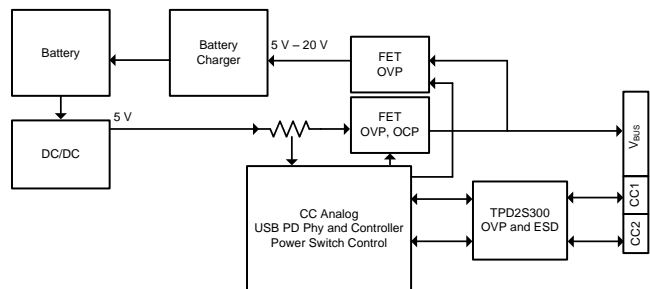 Battery
Battery
Charger
5 V – 20 V
FET
OVP
5 V
FET
OVP, OCP
DC/DC
VBUS
CC Analog
USB PD Phy and Controller
Power Switch Control
TPD2S300
OVP and ESD
CC1
CC2